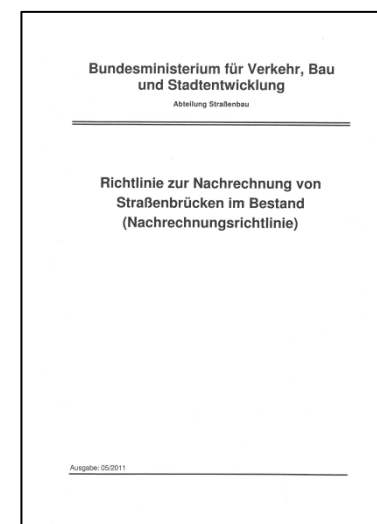 Bundesministerium für Verkehr, Bau
und Stadtentwicklung
Abteilung Straßenbau
Richtlinie zur Nachrechnung von
Straßenbrücken im Bestand
(Nachrechnungsrichtlinie)
Ausgabe: 05/2011